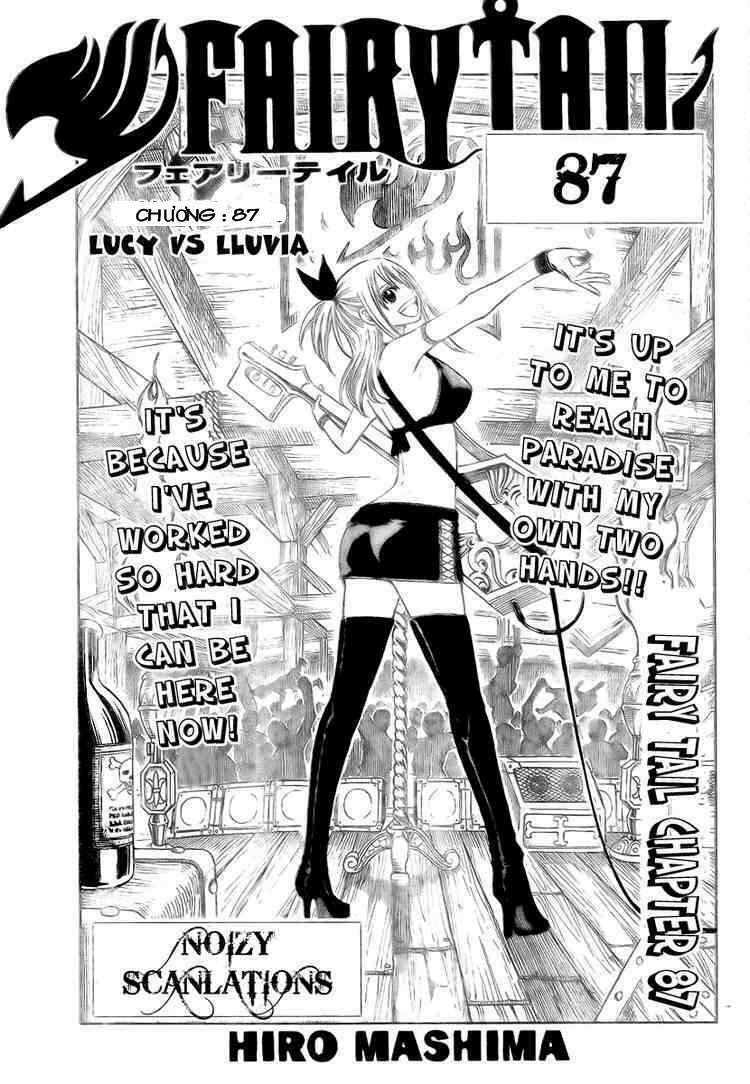 FAIRY TAIL
フェアリーテイル
87
CHƯƠNG : 87
LUCY VS LLUVIA
IT'S UP
TO ME TO
REACH
PARADISE
WITH MY
OWN TWO
HANDS!!
IT'S
BECAUSE
I'VE
WORKED
SO HARD
THAT I
CAN BE
HERE
NOW!
FAIRY TAIL CHAPTER 87
NOIZY
SCANLATIONS
HIRO MASHIMA